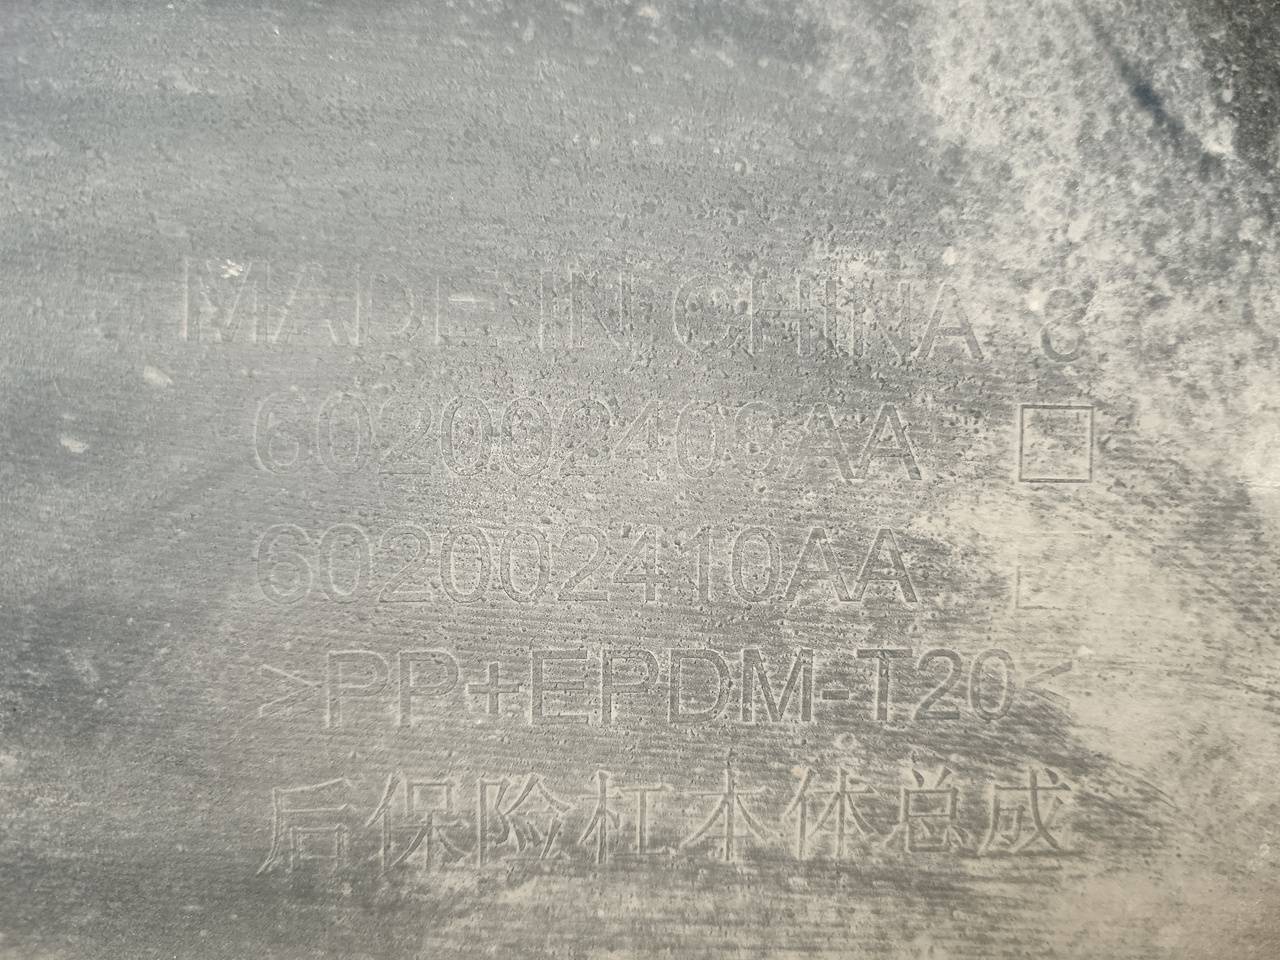 MADE IN CHINA 8
602002409AA □
602002410AA □
>PP+EPDM-T20<
后保险杠本体总成